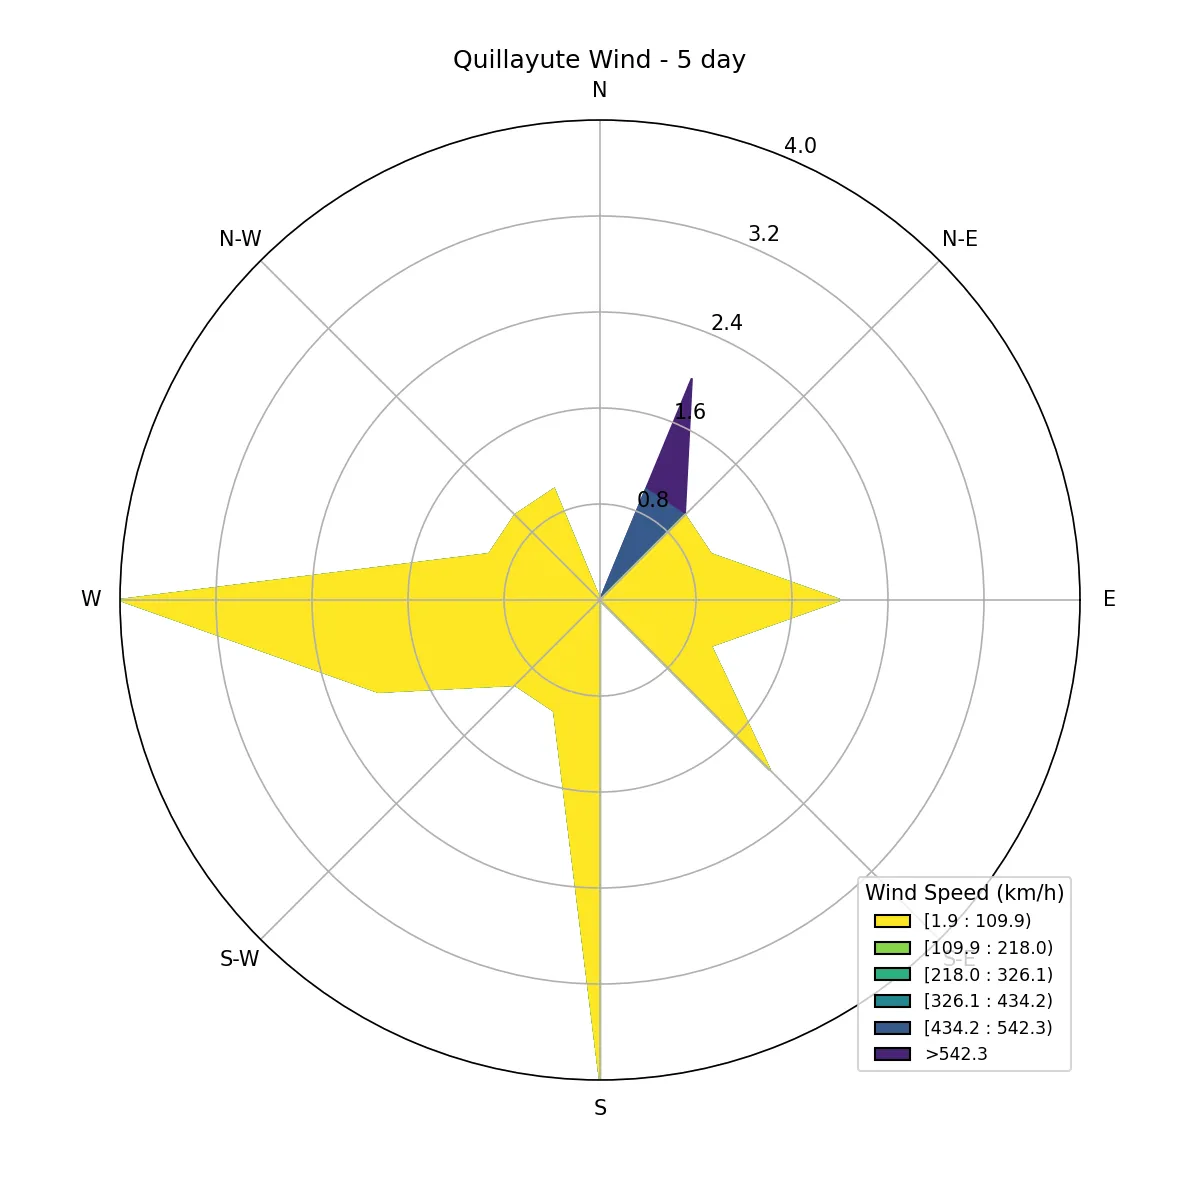 Quillayute Wind - 5 day
N
4.0
N-W
3.2
N-E
2.4
1.6
0.8
W
E
Wind Speed (km/h)
[1.9 : 109.9)
[109.9 : 218.0)
S-W
S-E
[218.0 : 326.1)
[326.1 : 434.2)
[434.2 : 542.3)
>542.3
S